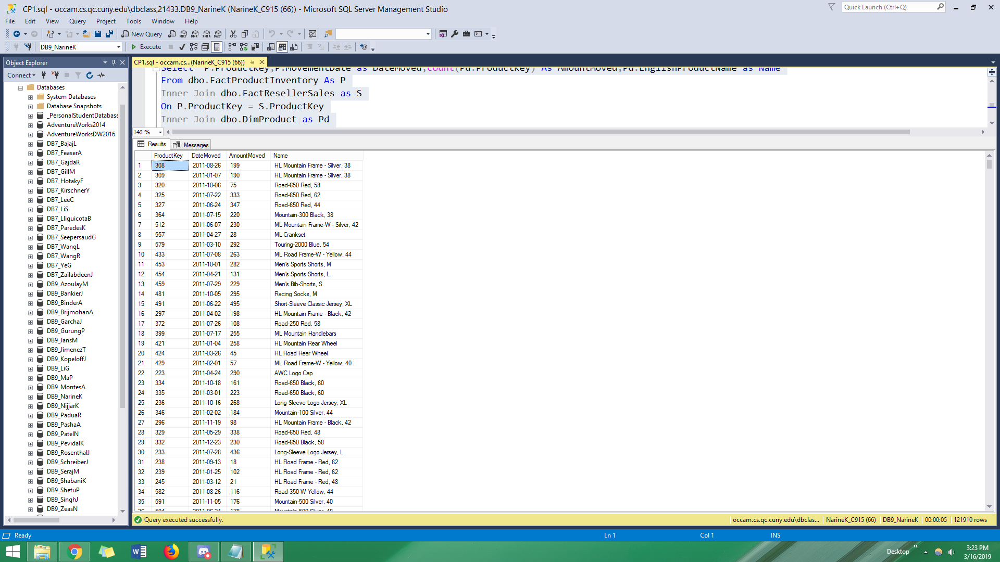 CP1.sql - occam.cs.qc.cuny.edu\dbclass,21433.DB9_NarineK (NarineK_C915 (66)) - Microsoft SQL Server Management Studio
Quick Launch (Ctrl+Q)
File Edit View Query Project Tools Window Help
New Query MDX DMX XMLA DAX
DB9_NarineK Execute
Object Explorer
Connect
Databases
System Databases
Database Snapshots
_PersonalStudentDatabase
AdventureWorks2014
AdventureWorksDW2016
DB7_BajajL
DB7_FeaserA
DB7_GajdaR
DB7_GillM
DB7_HotakyF
DB7_KirschnerY
DB7_LeeC
DB7_LiS
DB7_LliguicotaB
DB7_ParedesK
DB7_SeepersaudG
DB7_WangL
DB7_WangR
DB7_YeG
DB7_ZailabdeenJ
DB9_AzoulayM
DB9_BankierJ
DB9_BinderA
DB9_BrijmohanA
DB9_GarchaJ
DB9_GurungP
DB9_JansM
DB9_JimenezT
DB9_KopeloffJ
DB9_LiG
DB9_MaP
DB9_MontesA
DB9_NarineK
DB9_NijjarK
DB9_PaduaR
DB9_PashaA
DB9_PatelN
DB9_PevidalK
DB9_RosenthalJ
DB9_SchreiberJ
DB9_SerajM
DB9_ShabaniK
DB9_ShetuP
DB9_SinghJ
DB9_ZeasN
CP1.sql - occam.cs...(NarineK_C915 (66))
Select P.ProductKey,P.MovementDate as DateMoved,Count(Pd.ProductKey) As AmountMoved,Pd.EnglishProductName as Name
From dbo.FactProductInventory As P
Inner Join dbo.FactResellerSales as S
On P.ProductKey = S.ProductKey
Inner Join dbo.DimProduct as Pd
146 %
Results Messages
ProductKey DateMoved AmountMoved Name
1 308 2011-08-26 199 HL Mountain Frame - Silver, 38
2 309 2011-01-07 190 HL Mountain Frame - Silver, 38
3 320 2011-10-06 75 Road-650 Red, 58
4 325 2011-07-22 333 Road-650 Red, 62
5 327 2011-06-24 347 Road-650 Red, 44
6 364 2011-07-15 220 Mountain-300 Black, 38
7 512 2011-06-07 230 ML Mountain Frame-W - Silver, 42
8 557 2011-04-27 28 ML Crankset
9 579 2011-03-10 292 Touring-2000 Blue, 54
10 433 2011-07-08 263 ML Road Frame-W - Yellow, 44
11 453 2011-10-01 282 Men's Sports Shorts, M
12 454 2011-04-21 131 Men's Sports Shorts, L
13 459 2011-07-29 229 Men's Bib-Shorts, S
14 481 2011-10-05 295 Racing Socks, M
15 491 2011-06-22 495 Short-Sleeve Classic Jersey, XL
16 297 2011-04-02 198 HL Mountain Frame - Black, 42
17 372 2011-07-26 108 Road-250 Red, 58
18 399 2011-07-17 255 ML Mountain Handlebars
19 421 2011-01-04 258 HL Mountain Rear Wheel
20 424 2011-03-26 45 HL Road Rear Wheel
21 429 2011-02-01 57 ML Road Frame-W - Yellow, 40
22 223 2011-04-24 290 AWC Logo Cap
23 334 2011-10-18 161 Road-650 Black, 60
24 335 2011-03-01 223 Road-650 Black, 60
25 236 2011-10-16 268 Long-Sleeve Logo Jersey, XL
26 346 2011-02-02 184 Mountain-100 Silver, 44
27 296 2011-11-19 98 HL Mountain Frame - Black, 42
28 329 2011-05-29 338 Road-650 Red, 48
29 332 2011-12-23 230 Road-650 Black, 58
30 233 2011-07-28 436 Long-Sleeve Logo Jersey, L
31 238 2011-09-13 18 HL Road Frame - Red, 62
32 239 2011-01-25 102 HL Road Frame - Red, 62
33 245 2011-03-12 21 HL Road Frame - Red, 48
34 582 2011-08-26 116 Road-350-W Yellow, 44
35 591 2011-11-05 176 Mountain-500 Silver, 40
36 594 2011-06-24 178 Mountain-500 Silver, 48
Query executed successfully.
occam.cs.qc.cuny.edu\dbclas... NarineK_C915 (66) DB9_NarineK 00:00:05 121910 rows
Ready Ln 1 Col 1 INS
Desktop
3:23 PM
3/16/2019